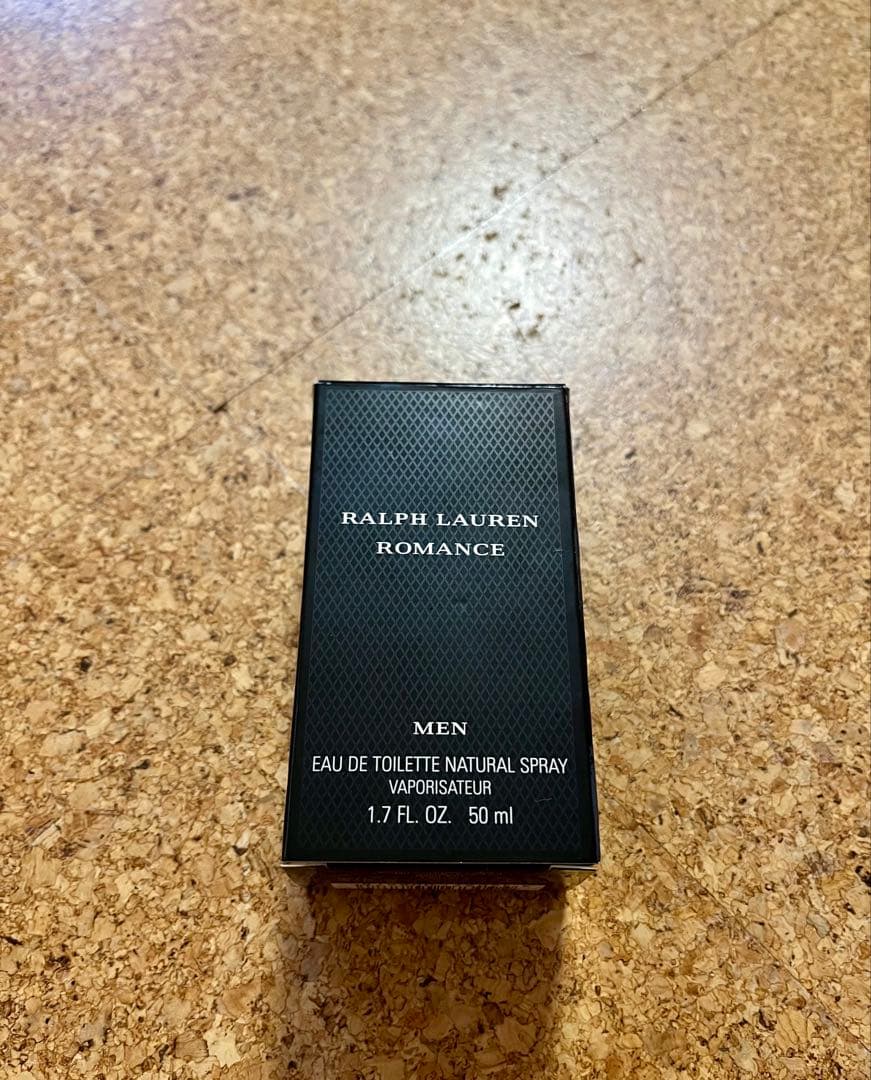 RALPH LAUREN
ROMANCE
MEN
EAU DE TOILETTE NATURAL SPRAY
VAPORISATEUR
1.7 FL. OZ. 50 ml